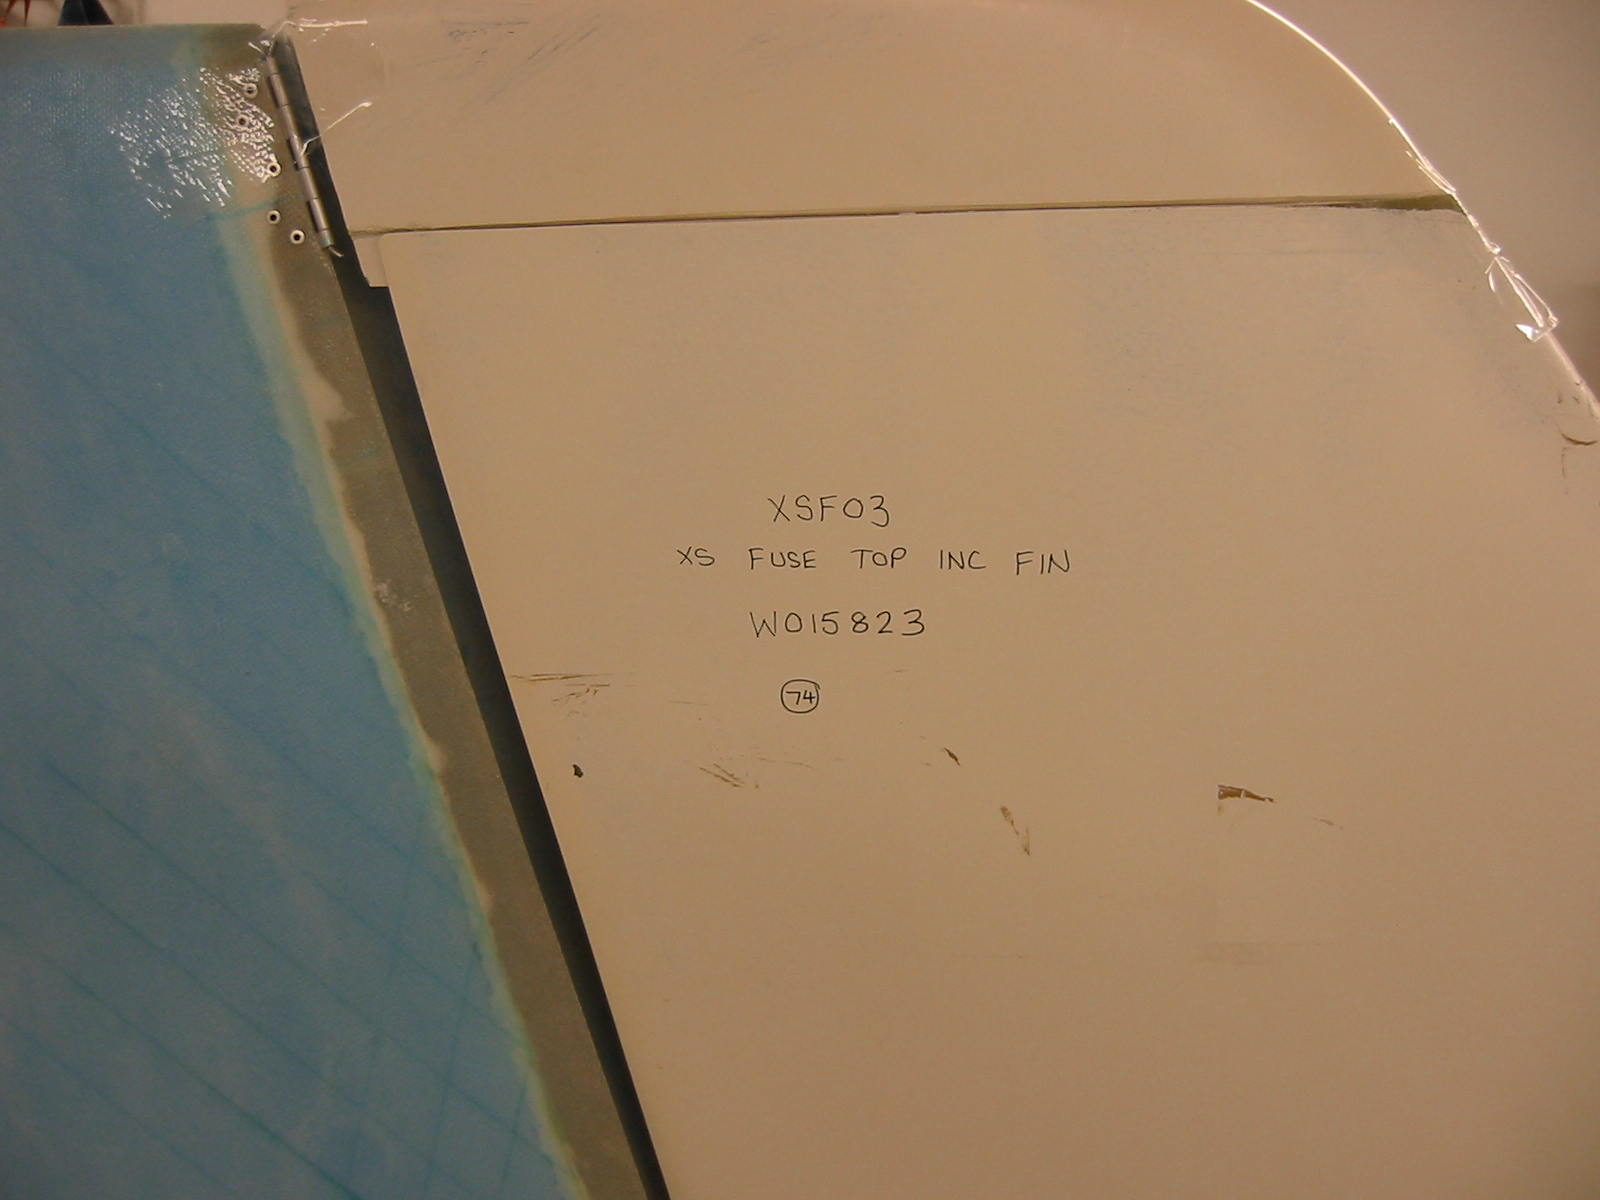 XSF03
XS FUSE TOP INC FIN
W015823
74